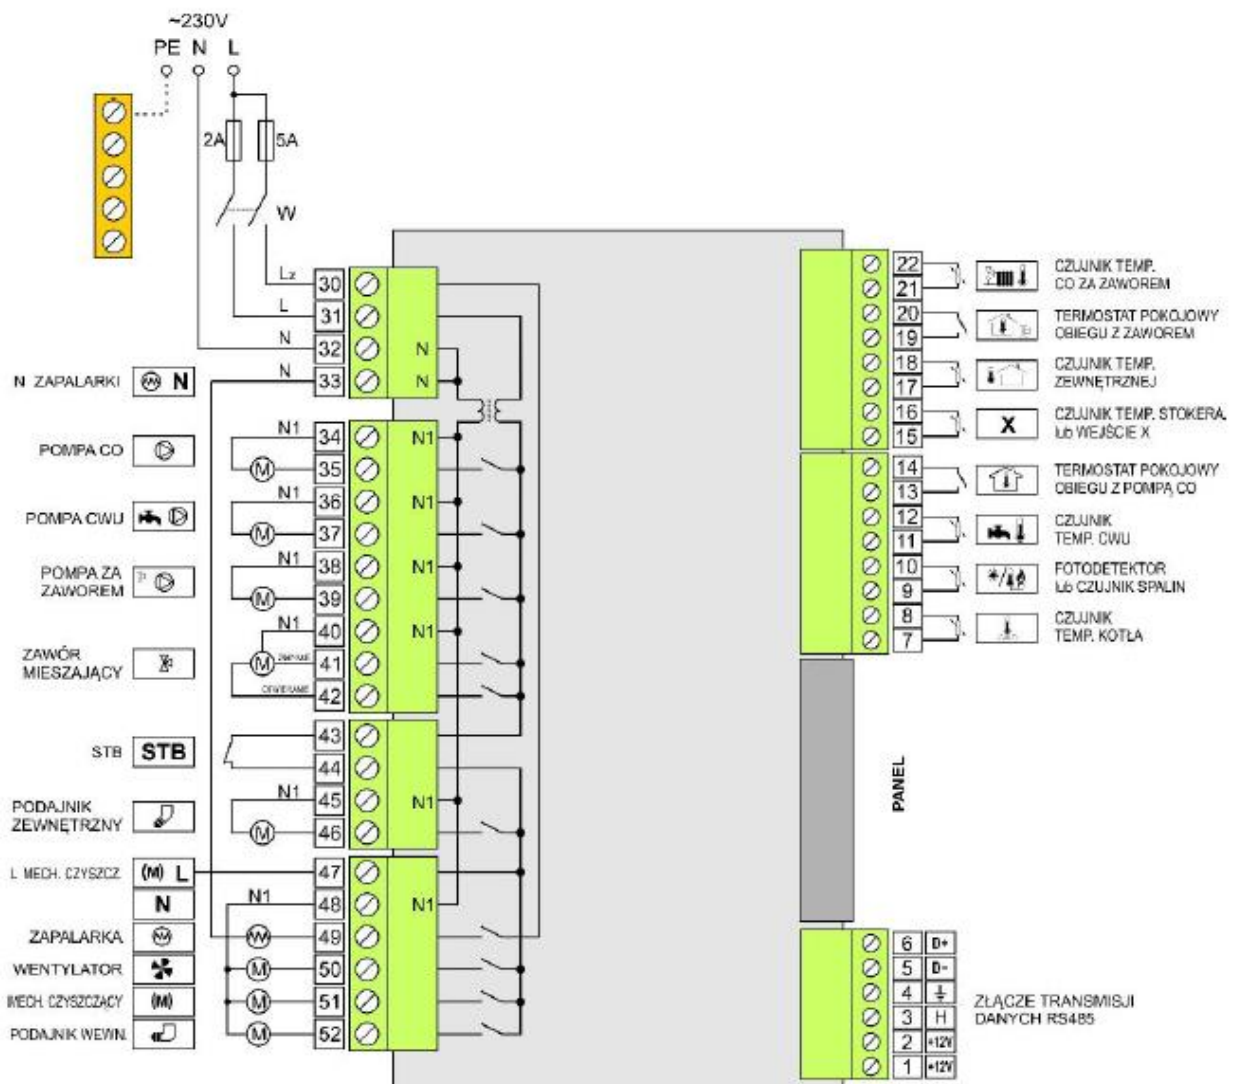 ~230V
PE N L
2A
5A
W
Lz
30
L
31
N
32
N
N
33
N
N ZAPALARKI
N
N1
34
N1
POMPA CO
M
35
N1
36
N1
POMPA CWU
M
37
N1
38
N1
POMPA ZA
ZAWOREM
M
39
N1
40
N1
ZAWÓR
MIESZAJĄCY
M
41
42
STB
STB
43
44
N1
45
N1
PODAJNIK
ZEWNĘTRZNY
M
46
L MECH. CZYSZCZ.
(M) L
47
N
N1
48
N1
ZAPALARKA
49
WENTYLATOR
M
50
MECH. CZYSZCZĄCY
(M)
M
51
PODAJNIK WEWN.
M
52
22
21
CZUJNIK TEMP.
CO ZA ZAWOREM
20
19
TERMOSTAT POKOJOWY
OBIEGU Z ZAWOREM
18
17
CZUJNIK TEMP.
ZEWNĘTRZNEJ
16
15
X
CZUJNIK TEMP. STOKERA.
lub WEJŚCIE X
14
13
TERMOSTAT POKOJOWY
OBIEGU Z POMPĄ CO
12
11
CZUJNIK
TEMP. CWU
10
9
FOTODETEKTOR
lub CZUJNIK SPALIN
8
7
CZUJNIK
TEMP. KOTŁA
PANEL
6 D+
5 D-
4
3 H
2 +12V
1 +12V
ZŁĄCZE TRANSMISJI
DANYCH RS485